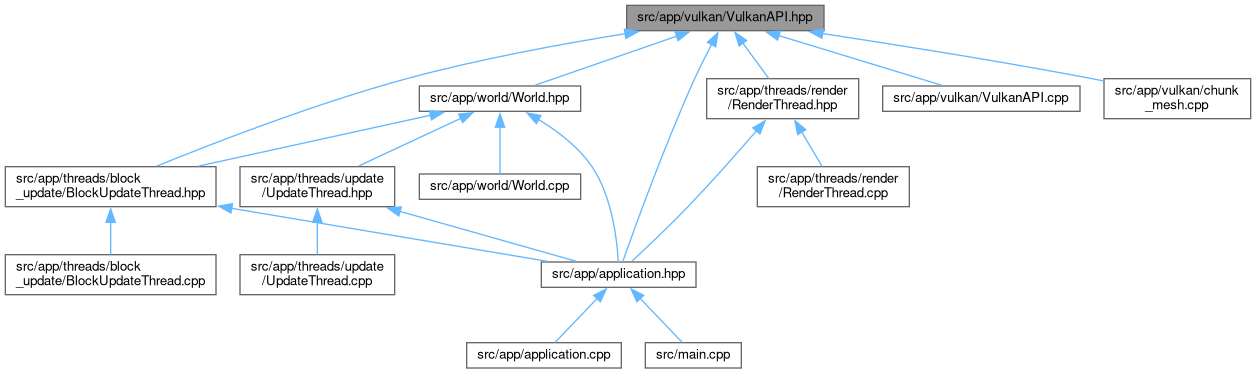 src/app/vulkan/VulkanAPI.hpp
src/app/world/World.hpp
src/app/threads/render
/RenderThread.hpp
src/app/vulkan/VulkanAPI.cpp
src/app/vulkan/chunk
_mesh.cpp
src/app/threads/block
_update/BlockUpdateThread.hpp
src/app/threads/update
/UpdateThread.hpp
src/app/world/World.cpp
src/app/threads/render
/RenderThread.cpp
src/app/threads/block
_update/BlockUpdateThread.cpp
src/app/threads/update
/UpdateThread.cpp
src/app/application.hpp
src/app/application.cpp
src/main.cpp